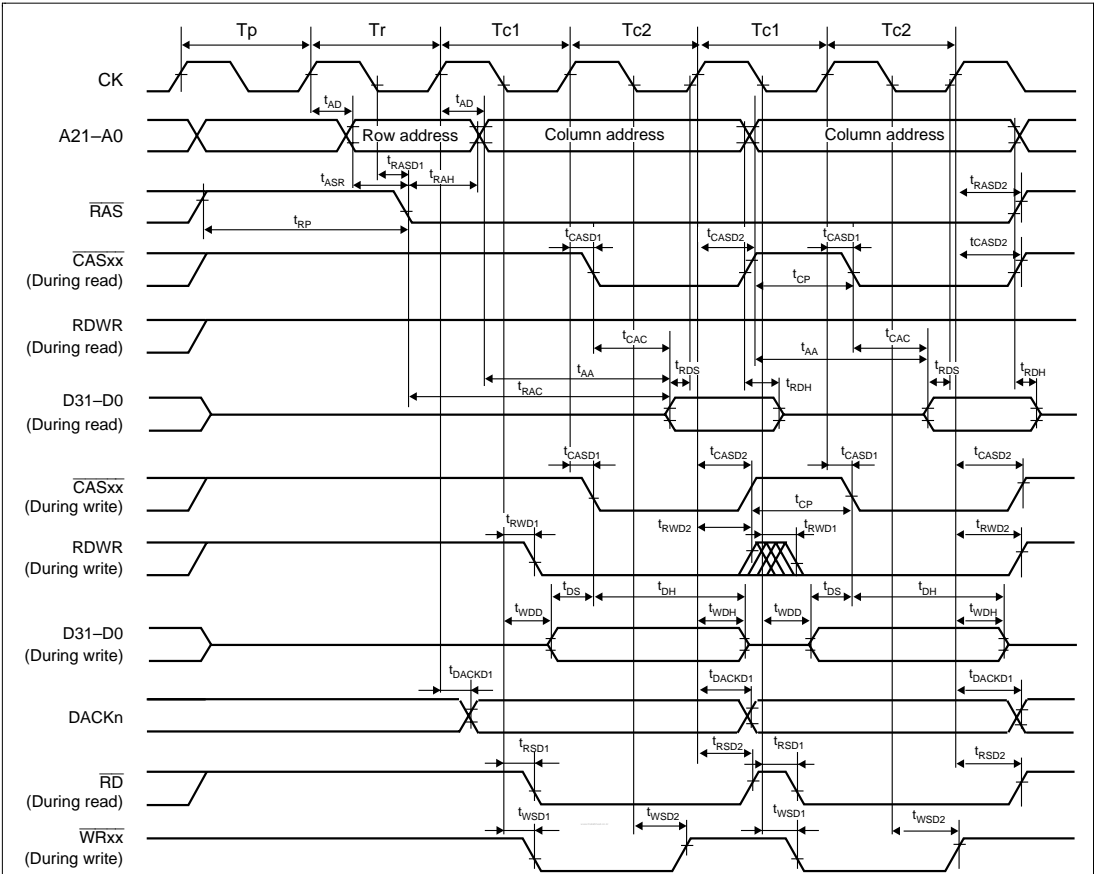 Tp Tr Tc1 Tc2 Tc1 Tc2
CK
tAD tAD tAD
A21–A0 Row address Column address Column address
tRASD1
tASR tRAH tRASD2
RAS
tRP
tCASD1 tCASD2 tCASD1 tCASD2
CASxx
(During read)
tCP
RDWR
(During read)
tCAC tCAC
tAA tRDS tAA tRDS
tRAC tRDH tRDH
D31–D0
(During read)
tCASD1 tCASD2 tCASD1 tCASD2
CASxx
(During write)
tCP
tRWD1 tRWD2 tRWD1 tRWD2
RDWR
(During write)
tDS tDH tDS tDH
tWDD tWDH tWDD tWDH
D31–D0
(During write)
tDACKD1 tDACKD1 tDACKD1
DACKn
tRSD1 tRSD2 tRSD1 tRSD2
RD
(During read)
tWSD1 tWSD2 tWSD1 tWSD2
WRxx
(During write)